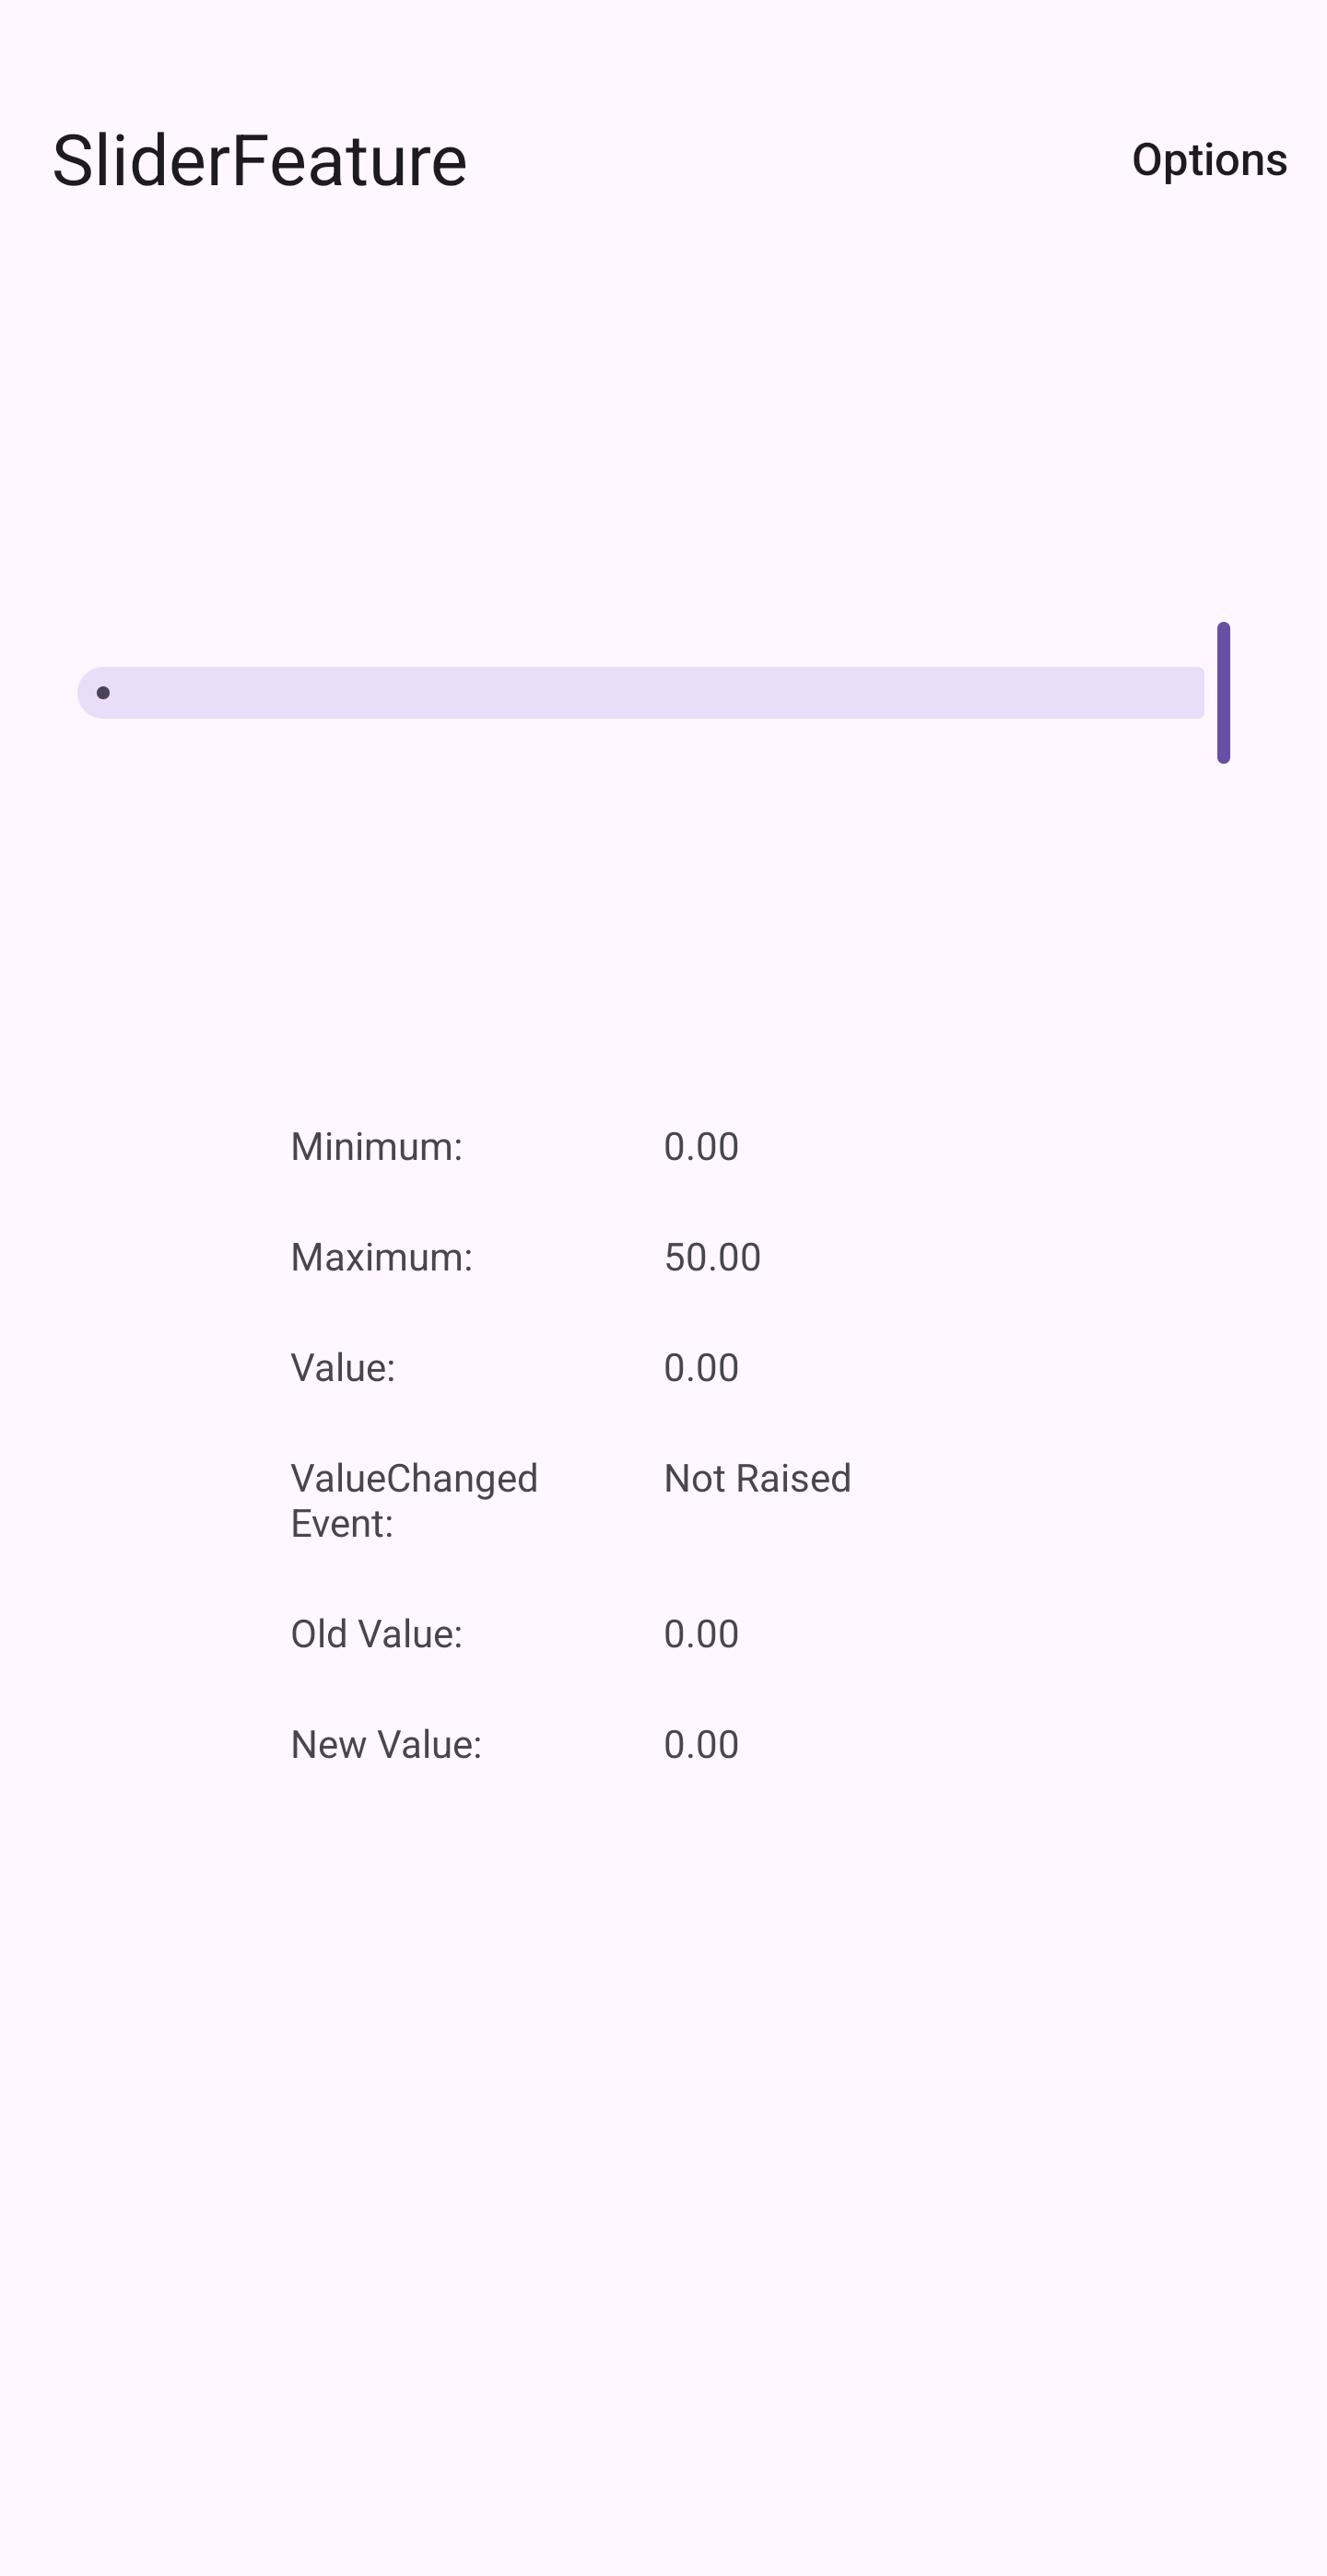 SliderFeature
Options
Minimum: 0.00
Maximum: 50.00
Value: 0.00
ValueChanged Not Raised
Event:
Old Value: 0.00
New Value: 0.00